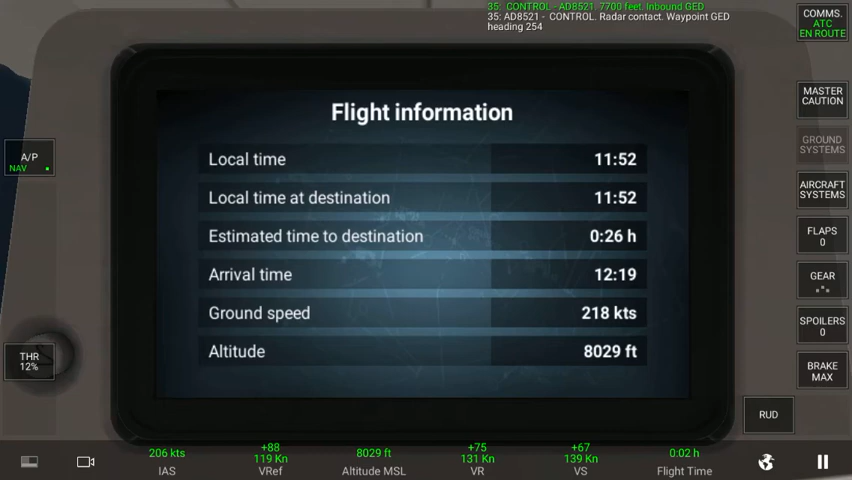 35: CONTROL - AD8521. 7700 feet. Inbound GED
35: AD8521 - CONTROL. Radar contact. Waypoint GED
heading 254
COMMS.
ATC
EN ROUTE
MASTER
CAUTION
GROUND
SYSTEMS
AIRCRAFT
SYSTEMS
FLAPS
0
GEAR
SPOILERS
0
BRAKE
MAX
RUD
A/P
NAV
THR
12%
Flight information
Local time 11:52
Local time at destination 11:52
Estimated time to destination 0:26 h
Arrival time 12:19
Ground speed 218 kts
Altitude 8029 ft
206 kts
IAS
+88
119 Kn
VRef
8029 ft
Altitude MSL
+75
131 Kn
VR
+67
139 Kn
VS
0:02 h
Flight Time